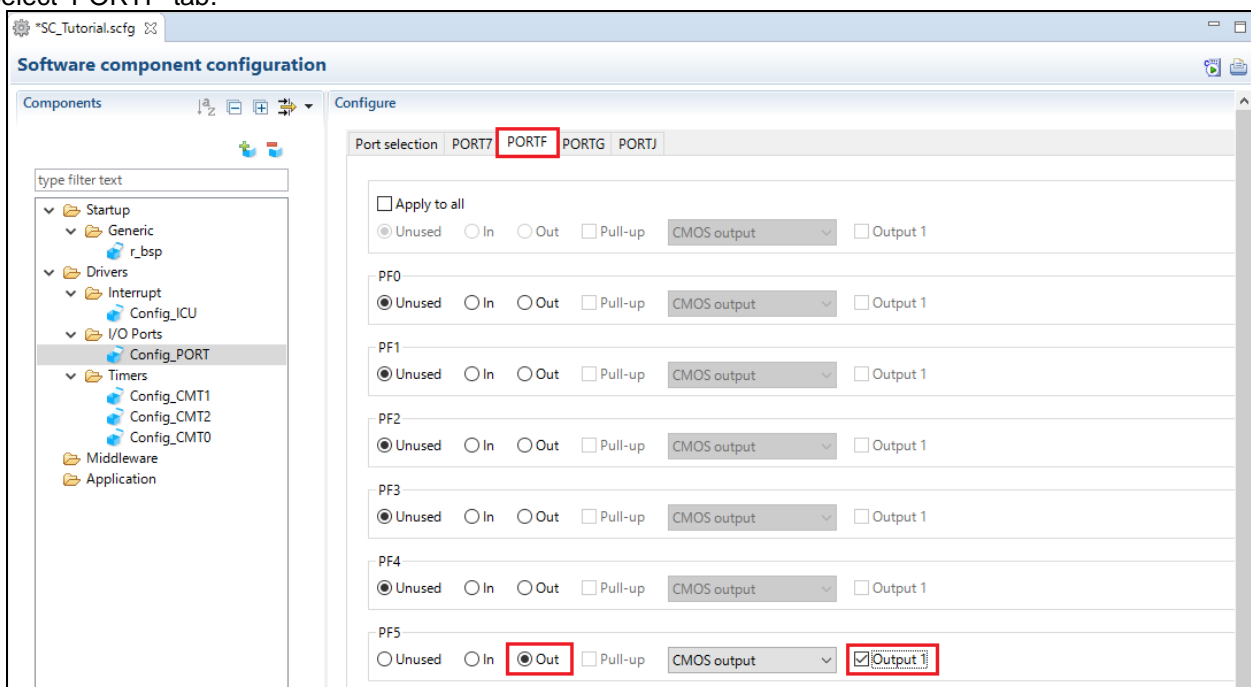 elect 'PORTF' tab.
*SC_Tutorial.scfg
Software component configuration
Components
type filter text
Startup
Generic
r_bsp
Drivers
Interrupt
Config_ICU
I/O Ports
Config_PORT
Timers
Config_CMT1
Config_CMT2
Config_CMT0
Middleware
Application
Configure
Port selection PORT7 PORTF PORTG PORTJ
Apply to all
Unused In Out Pull-up CMOS output Output 1
PF0
Unused In Out Pull-up CMOS output Output 1
PF1
Unused In Out Pull-up CMOS output Output 1
PF2
Unused In Out Pull-up CMOS output Output 1
PF3
Unused In Out Pull-up CMOS output Output 1
PF4
Unused In Out Pull-up CMOS output Output 1
PF5
Unused In Out Pull-up CMOS output Output 1